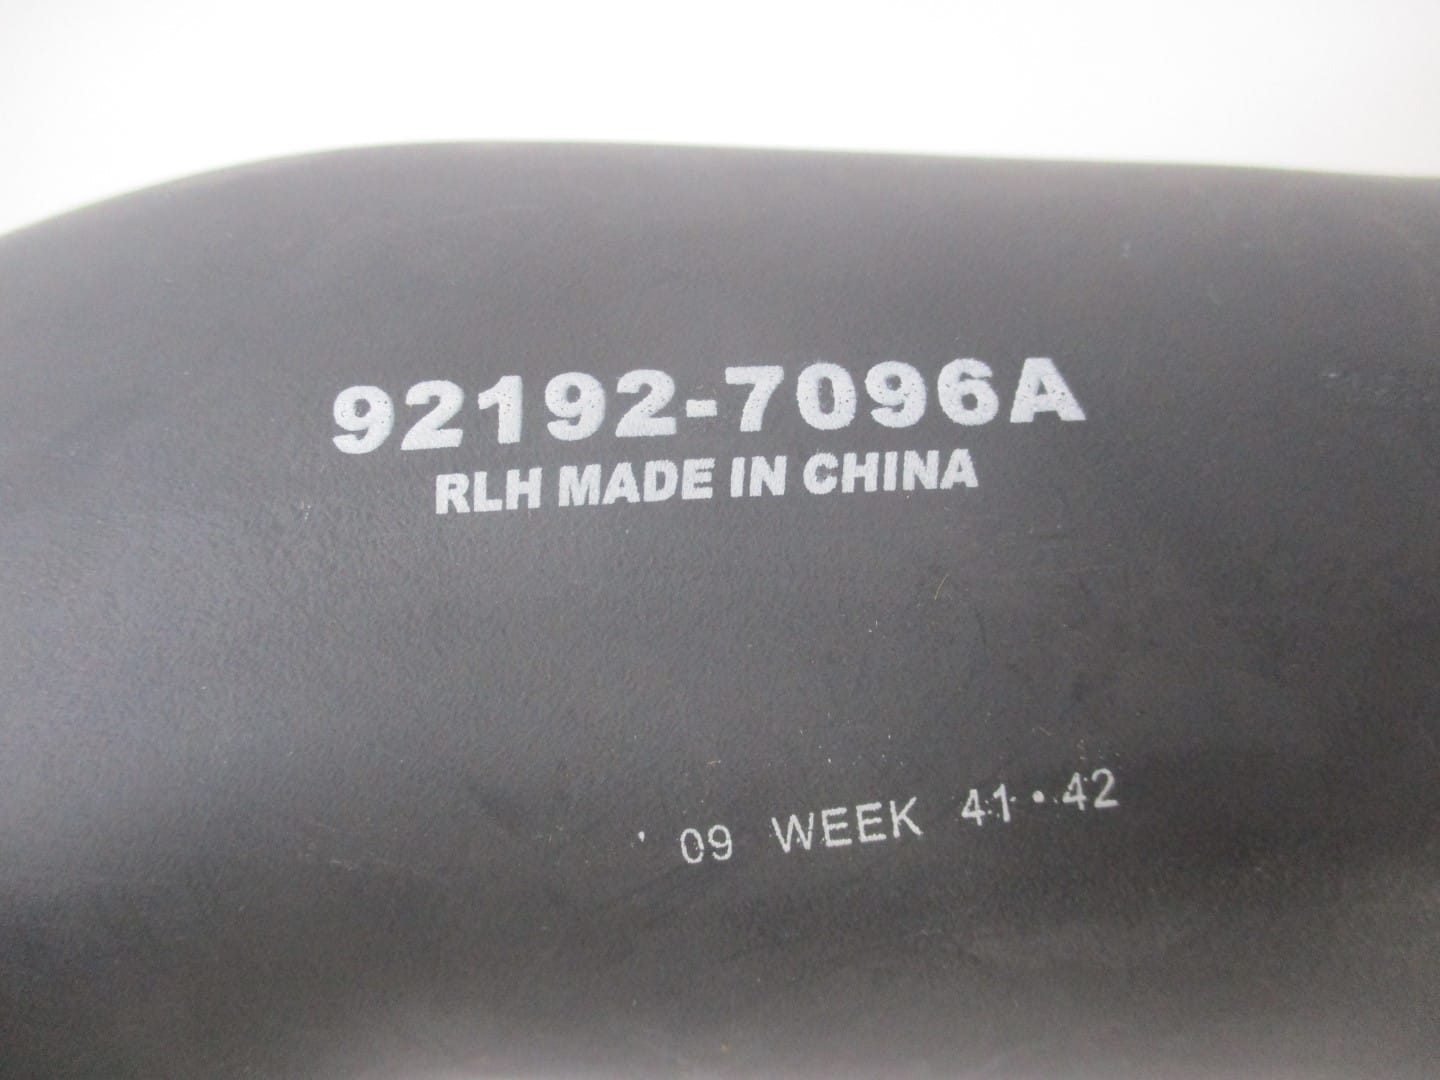 92192-7096A
RLH MADE IN CHINA
' 09 WEEK 41・42